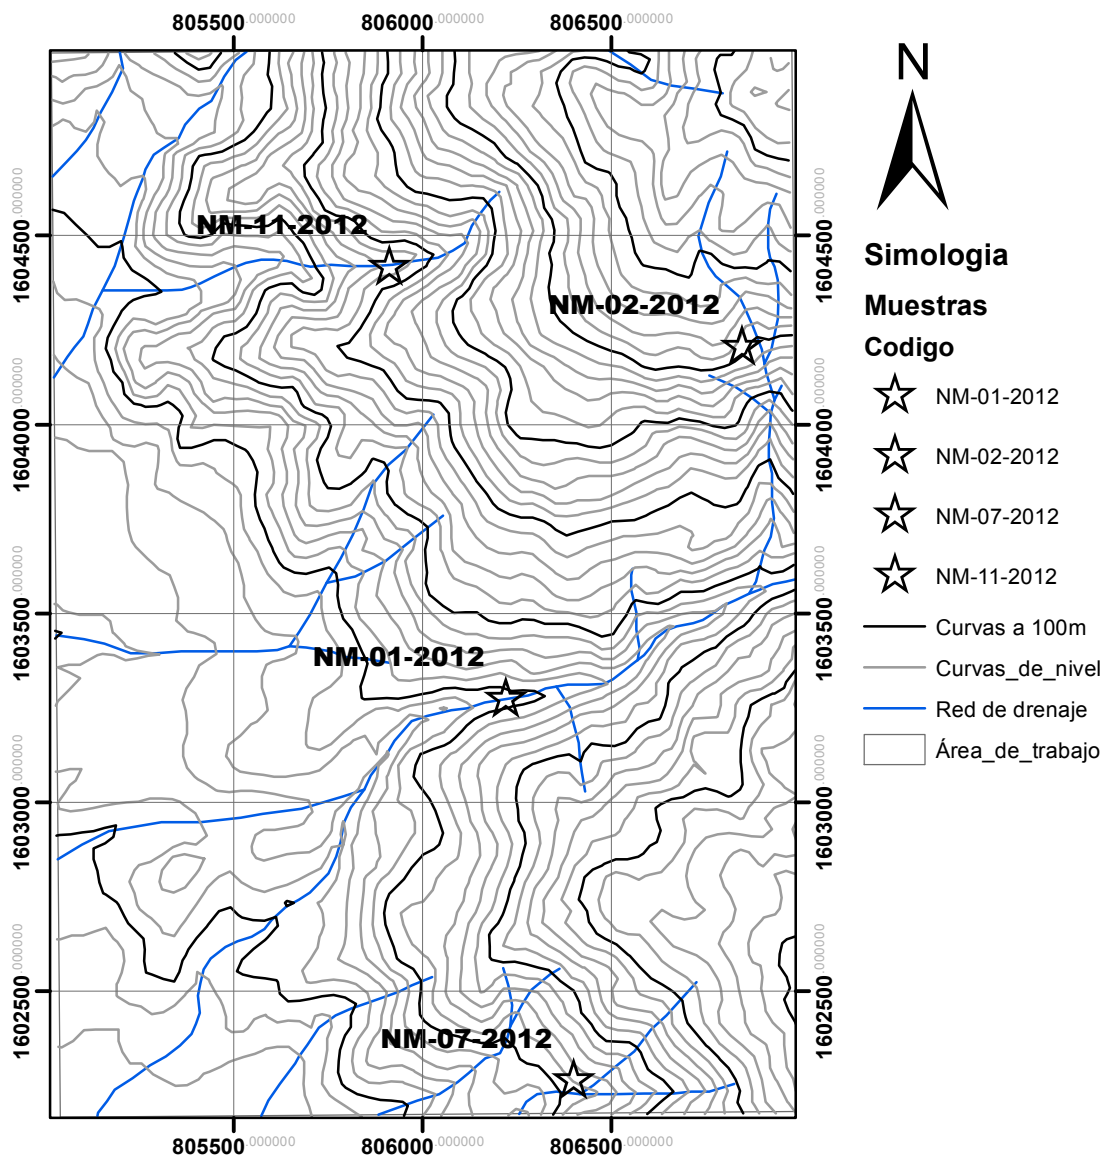 805500.000000 806000.000000 806500.000000
N
1604500.000000
1604000.000000
1603500.000000
1603000.000000
1602500.000000
NM-11-2012
NM-02-2012
NM-01-2012
NM-07-2012
1604500.000000
1604000.000000
1603500.000000
1603000.000000
1602500.000000
Simologia
Muestras
Codigo
NM-01-2012
NM-02-2012
NM-07-2012
NM-11-2012
Curvas a 100m
Curvas_de_nivel
Red de drenaje
Área_de_trabajo
805500.000000 806000.000000 806500.000000